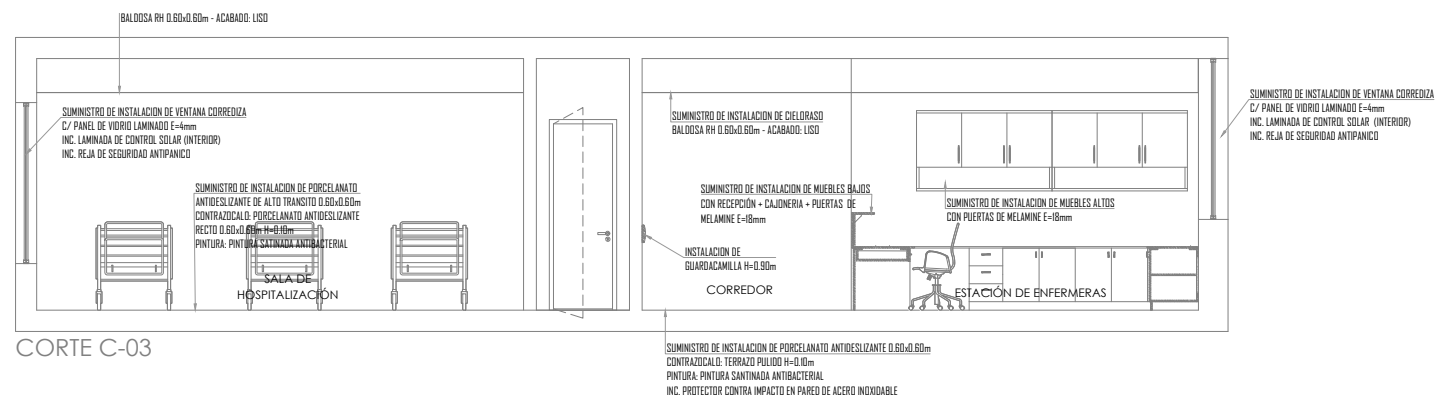 BALDOSA RH 0.60x0.60m - ACABADO: LISO
SUMINISTRO DE INSTALACION DE VENTANA CORREDIZA
C/ PANEL DE VIDRIO LAMINADO E=4mm
INC. LAMINADA DE CONTROL SOLAR (INTERIOR)
INC. REJA DE SEGURIDAD ANTIPANICO
SUMINISTRO DE INSTALACION DE PORCELANATO
ANTIDESLIZANTE DE ALTO TRANSITO 0.60x0.60m
CONTRAZOCALO: PORCELANATO ANTIDESLIZANTE
RECTO 0.60x0.60m H=0.10m
PINTURA: PINTURA SATINADA ANTIBACTERIAL
SALA DE
HOSPITALIZACIÓN
SUMINISTRO DE INSTALACION DE CIELORASO
BALDOSA RH 0.60x0.60m - ACABADO: LISO
SUMINISTRO DE INSTALACION DE MUEBLES BAJOS
CON RECEPCIÓN + CAJONERIA + PUERTAS DE
MELAMINE E=18mm
INSTALACION DE
GUARDACAMILLA H=0.90m
CORREDOR
SUMINISTRO DE INSTALACION DE MUEBLES ALTOS
CON PUERTAS DE MELAMINE E=18mm
ESTACIÓN DE ENFERMERAS
SUMINISTRO DE INSTALACION DE VENTANA CORREDIZA
C/ PANEL DE VIDRIO LAMINADO E=4mm
INC. LAMINADA DE CONTROL SOLAR (INTERIOR)
INC. REJA DE SEGURIDAD ANTIPANICO
CORTE C-03
SUMINISTRO DE INSTALACION DE PORCELANATO ANTIDESLIZANTE 0.60x0.60m
CONTRAZOCALO: TERRAZO PULIDO H=0.10m
PINTURA: PINTURA SANTINADA ANTIBACTERIAL
INC. PROTECTOR CONTRA IMPACTO EN PARED DE ACERO INOXIDABLE